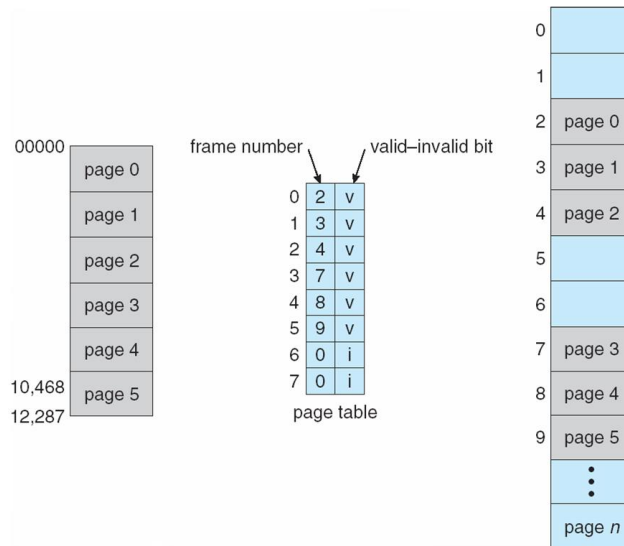 00000
page 0
page 1
page 2
page 3
page 4
page 5
10,468
12,287
frame number
valid–invalid bit
0 2 v
1 3 v
2 4 v
3 7 v
4 8 v
5 9 v
6 0 i
7 0 i
page table
0
1
2 page 0
3 page 1
4 page 2
5
6
7 page 3
8 page 4
9 page 5
page n